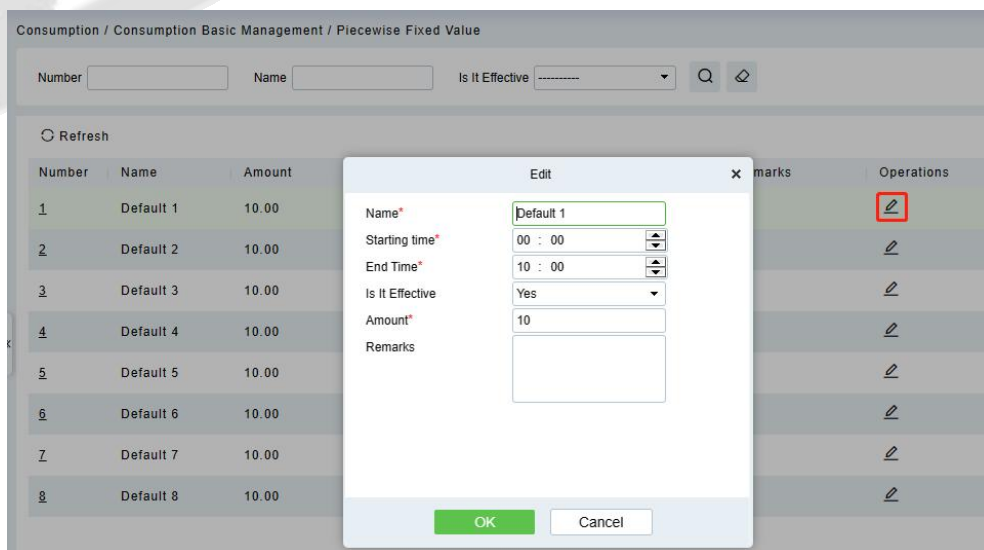 Consumption / Consumption Basic Management / Piecewise Fixed Value
Number Name Is It Effective ----------
Refresh
Number Name Amount marks Operations
1 Default 1 10.00
2 Default 2 10.00
3 Default 3 10.00
4 Default 4 10.00
5 Default 5 10.00
6 Default 6 10.00
7 Default 7 10.00
8 Default 8 10.00
Edit
Name* Default 1
Starting time* 00 : 00
End Time* 10 : 00
Is It Effective Yes
Amount* 10
Remarks
OK Cancel